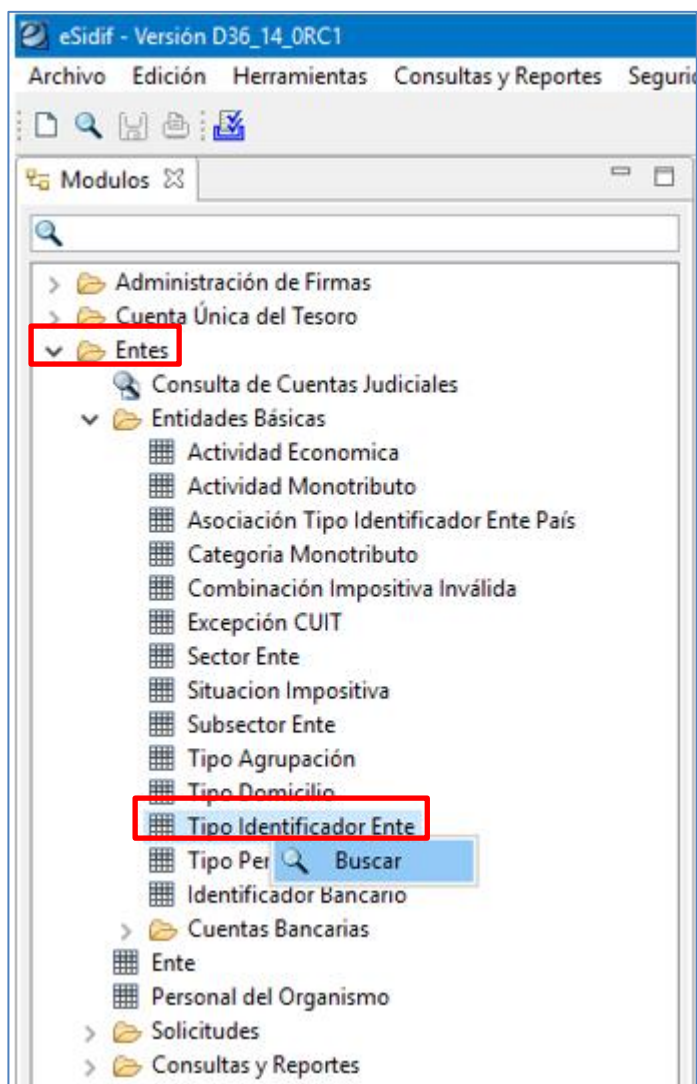 eSidif - Versión D36_14_0RC1
Archivo Edición Herramientas Consultas y Reportes
Modulos
Administración de Firmas
Cuenta Única del Tesoro
Entes
Consulta de Cuentas Judiciales
Entidades Básicas
Actividad Economica
Actividad Monotributo
Asociación Tipo Identificador Ente País
Categoria Monotributo
Combinación Impositiva Inválida
Excepción CUIT
Sector Ente
Situacion Impositiva
Subsector Ente
Tipo Agrupación
Tipo Domicilio
Tipo Identificador Ente
Tipo Per Buscar
Identificador Bancario
Cuentas Bancarias
Ente
Personal del Organismo
Solicitudes
Consultas y Reportes